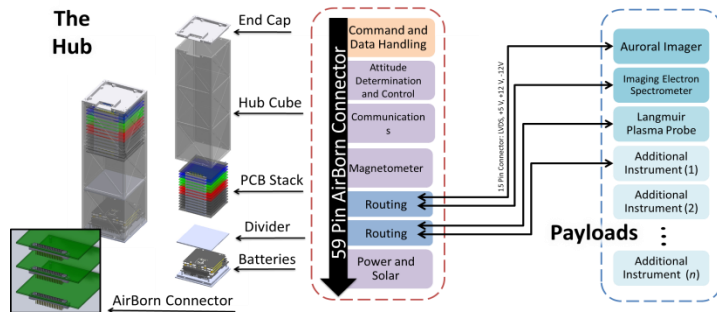 The
Hub
End Cap
Hub Cube
PCB Stack
Divider
Batteries
AirBorn Connector
59 Pin AirBorn Connector
Command and
Data Handling
Attitude
Determination
and Control
Communication
s
Magnetometer
Routing
Routing
Power and
Solar
15 Pin Connector: LVDS, +5 V, +12 V, -12V
Payloads
Auroral Imager
Imaging Electron
Spectrometer
Langmuir
Plasma Probe
Additional
Instrument (1)
Additional
Instrument (2)
⋮
Additional
Instrument (n)